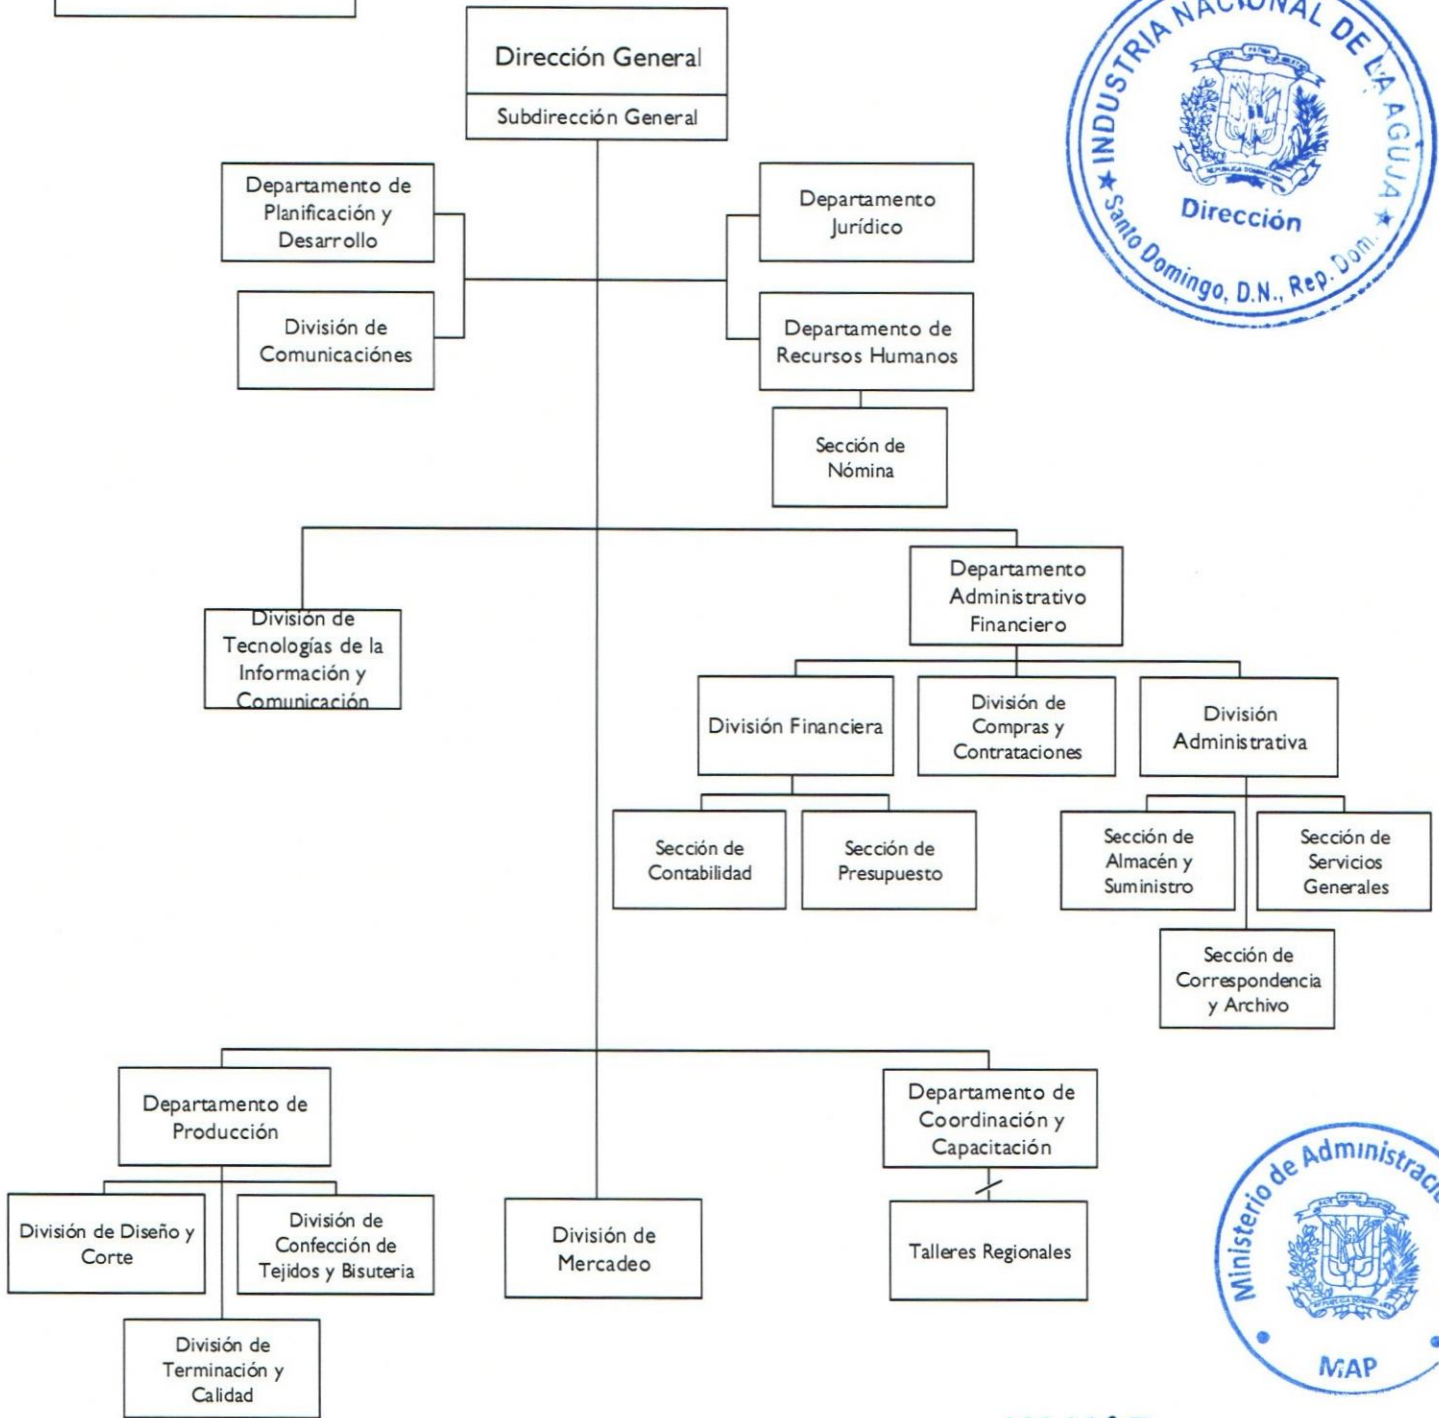 Dirección General
Subdirección General
INDUSTRIA NACIONAL DE LA AGUJA
Dirección
Santo Domingo, D.N., Rep. Dom.
Departamento de
Planificación y
Desarrollo
Departamento
Jurídico
División de
Comunicaciónes
Departamento de
Recursos Humanos
Sección de
Nómina
División de
Tecnologías de la
Información y
Comunicación
Departamento
Administrativo
Financiero
División Financiera
División de
Compras y
Contrataciones
División
Administrativa
Sección de
Contabilidad
Sección de
Presupuesto
Sección de
Almacén y
Suministro
Sección de
Servicios
Generales
Sección de
Correspondencia
y Archivo
Departamento de
Producción
Departamento de
Coordinación y
Capacitación
División de Diseño y
Corte
División de
Confección de
Tejidos y Bisuteria
División de
Mercadeo
Talleres Regionales
División de
Terminación y
Calidad
Ministerio de Administraci
MAP